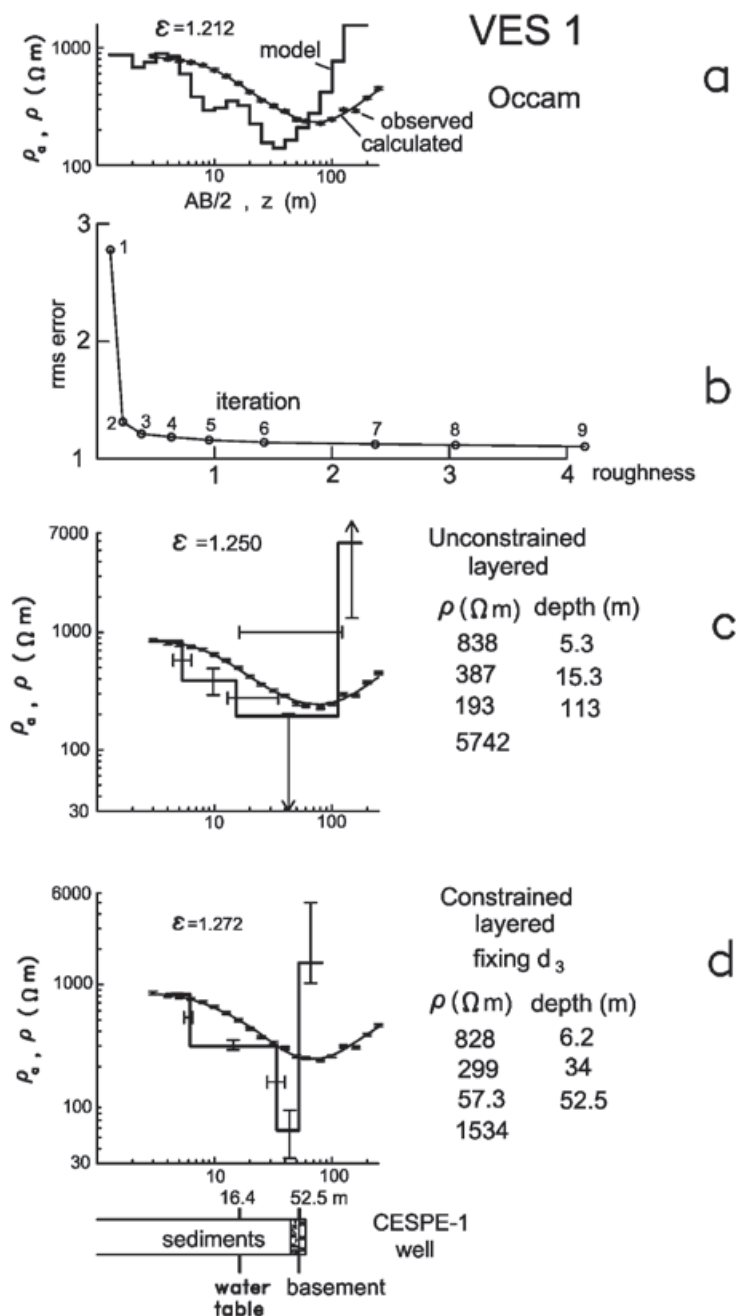 VES 1
a
Occam
ε =1.212
model
observed
calculated
1000
100
ρa , ρ ( Ω m)
10
100
AB/2 , z (m)
3
2
1
rms error
1
2
3
4
5
6
7
8
9
iteration
1
2
3
4
roughness
b
7000
1000
100
30
ρa , ρ ( Ω m)
ε =1.250
10
100
Unconstrained
layered
ρ (Ω m) depth (m)
838 5.3
387 15.3
193 113
5742
c
6000
1000
100
30
ρa , ρ ( Ω m)
ε =1.272
10
100
Constrained
layered
fixing d3
ρ (Ω m) depth (m)
828 6.2
299 34
57.3 52.5
1534
d
16.4 52.5 m
sediments
CESPE-1
well
water
table
basement